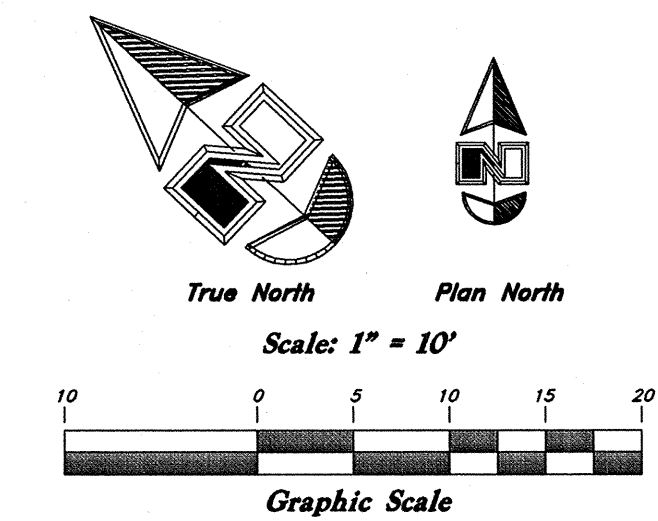 N N
True North Plan North
Scale: 1" = 10'
10 0 5 10 15 20
Graphic Scale